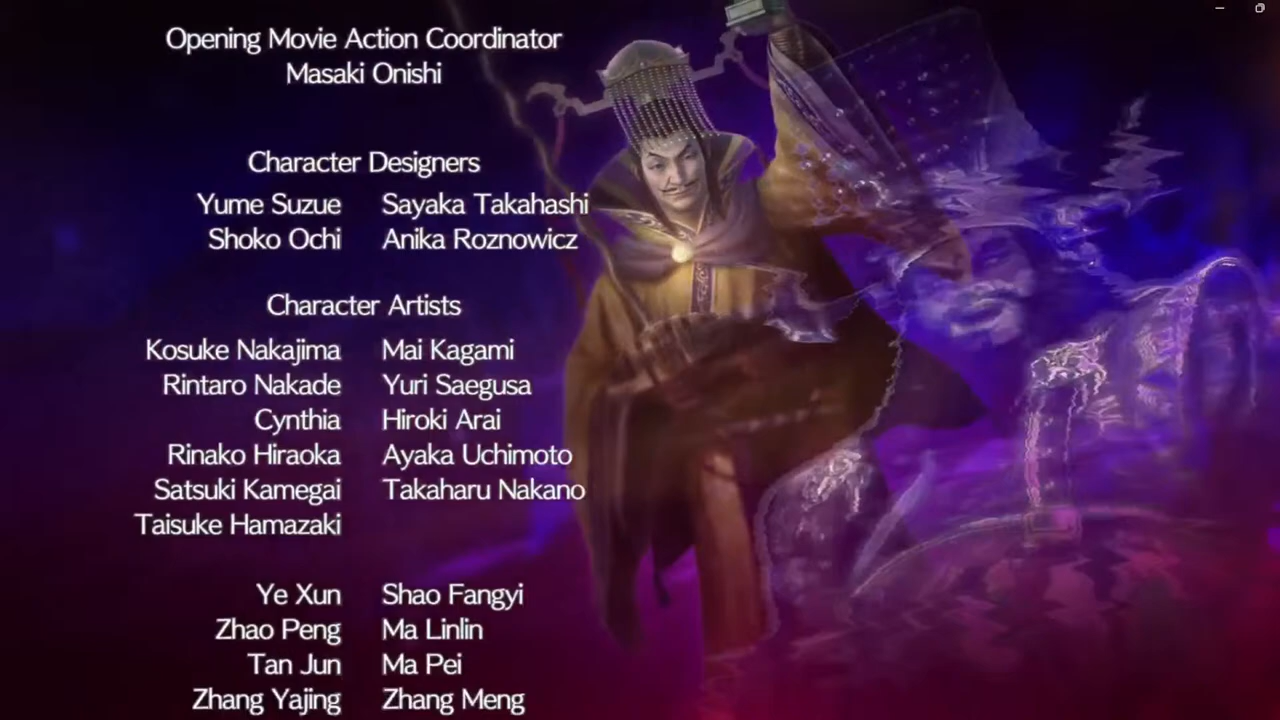 Opening Movie Action Coordinator
Masaki Onishi
Character Designers
Yume Suzue Sayaka Takahashi
Shoko Ochi Anika Roznowicz
Character Artists
Kosuke Nakajima Mai Kagami
Rintaro Nakade Yuri Saegusa
Cynthia Hiroki Arai
Rinako Hiraoka Ayaka Uchimoto
Satsuki Kamegai Takaharu Nakano
Taisuke Hamazaki
Ye Xun Shao Fangyi
Zhao Peng Ma Linlin
Tan Jun Ma Pei
Zhang Yajing Zhang Meng